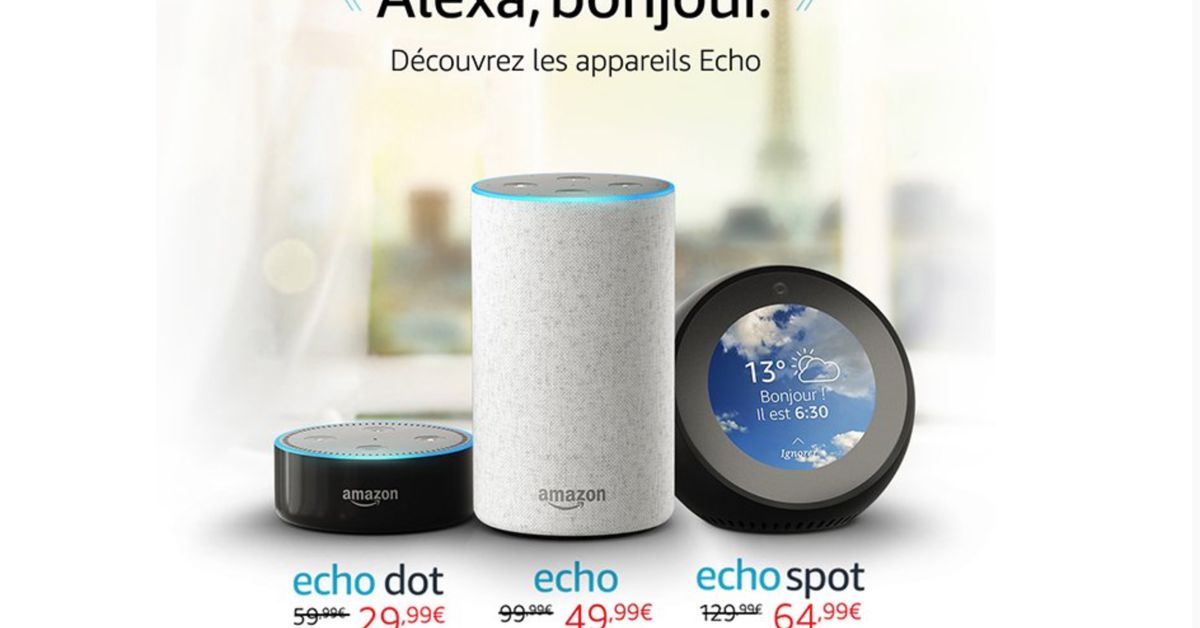 « Alexa, bonjour. »
Découvrez les appareils Echo
13°
Bonjour !
Il est 6:30
Ignorer
amazon
amazon
echo dot
echo
echo spot
59,99€ 29,99€
99,99€ 49,99€
129,99€ 64,99€